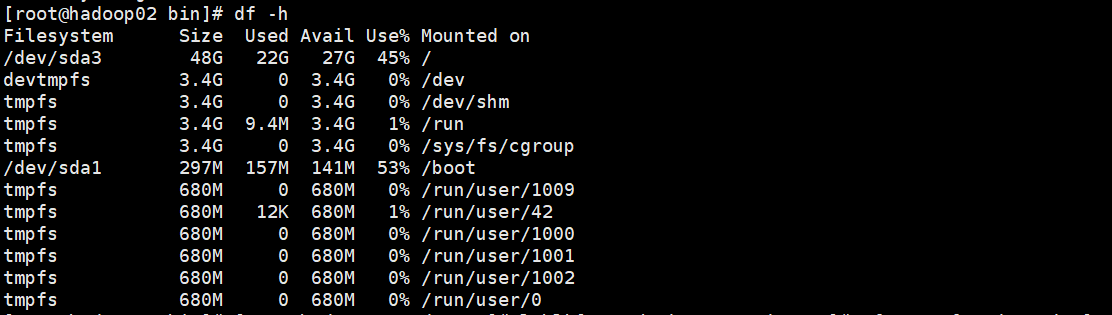 [root@hadoop02 bin]# df -h
Filesystem      Size  Used Avail Use% Mounted on
/dev/sda3        48G   22G   27G  45% /
devtmpfs        3.4G     0  3.4G   0% /dev
tmpfs           3.4G     0  3.4G   0% /dev/shm
tmpfs           3.4G  9.4M  3.4G   1% /run
tmpfs           3.4G     0  3.4G   0% /sys/fs/cgroup
/dev/sda1       297M  157M  141M  53% /boot
tmpfs           680M     0  680M   0% /run/user/1009
tmpfs           680M   12K  680M   1% /run/user/42
tmpfs           680M     0  680M   0% /run/user/1000
tmpfs           680M     0  680M   0% /run/user/1001
tmpfs           680M     0  680M   0% /run/user/1002
tmpfs           680M     0  680M   0% /run/user/0